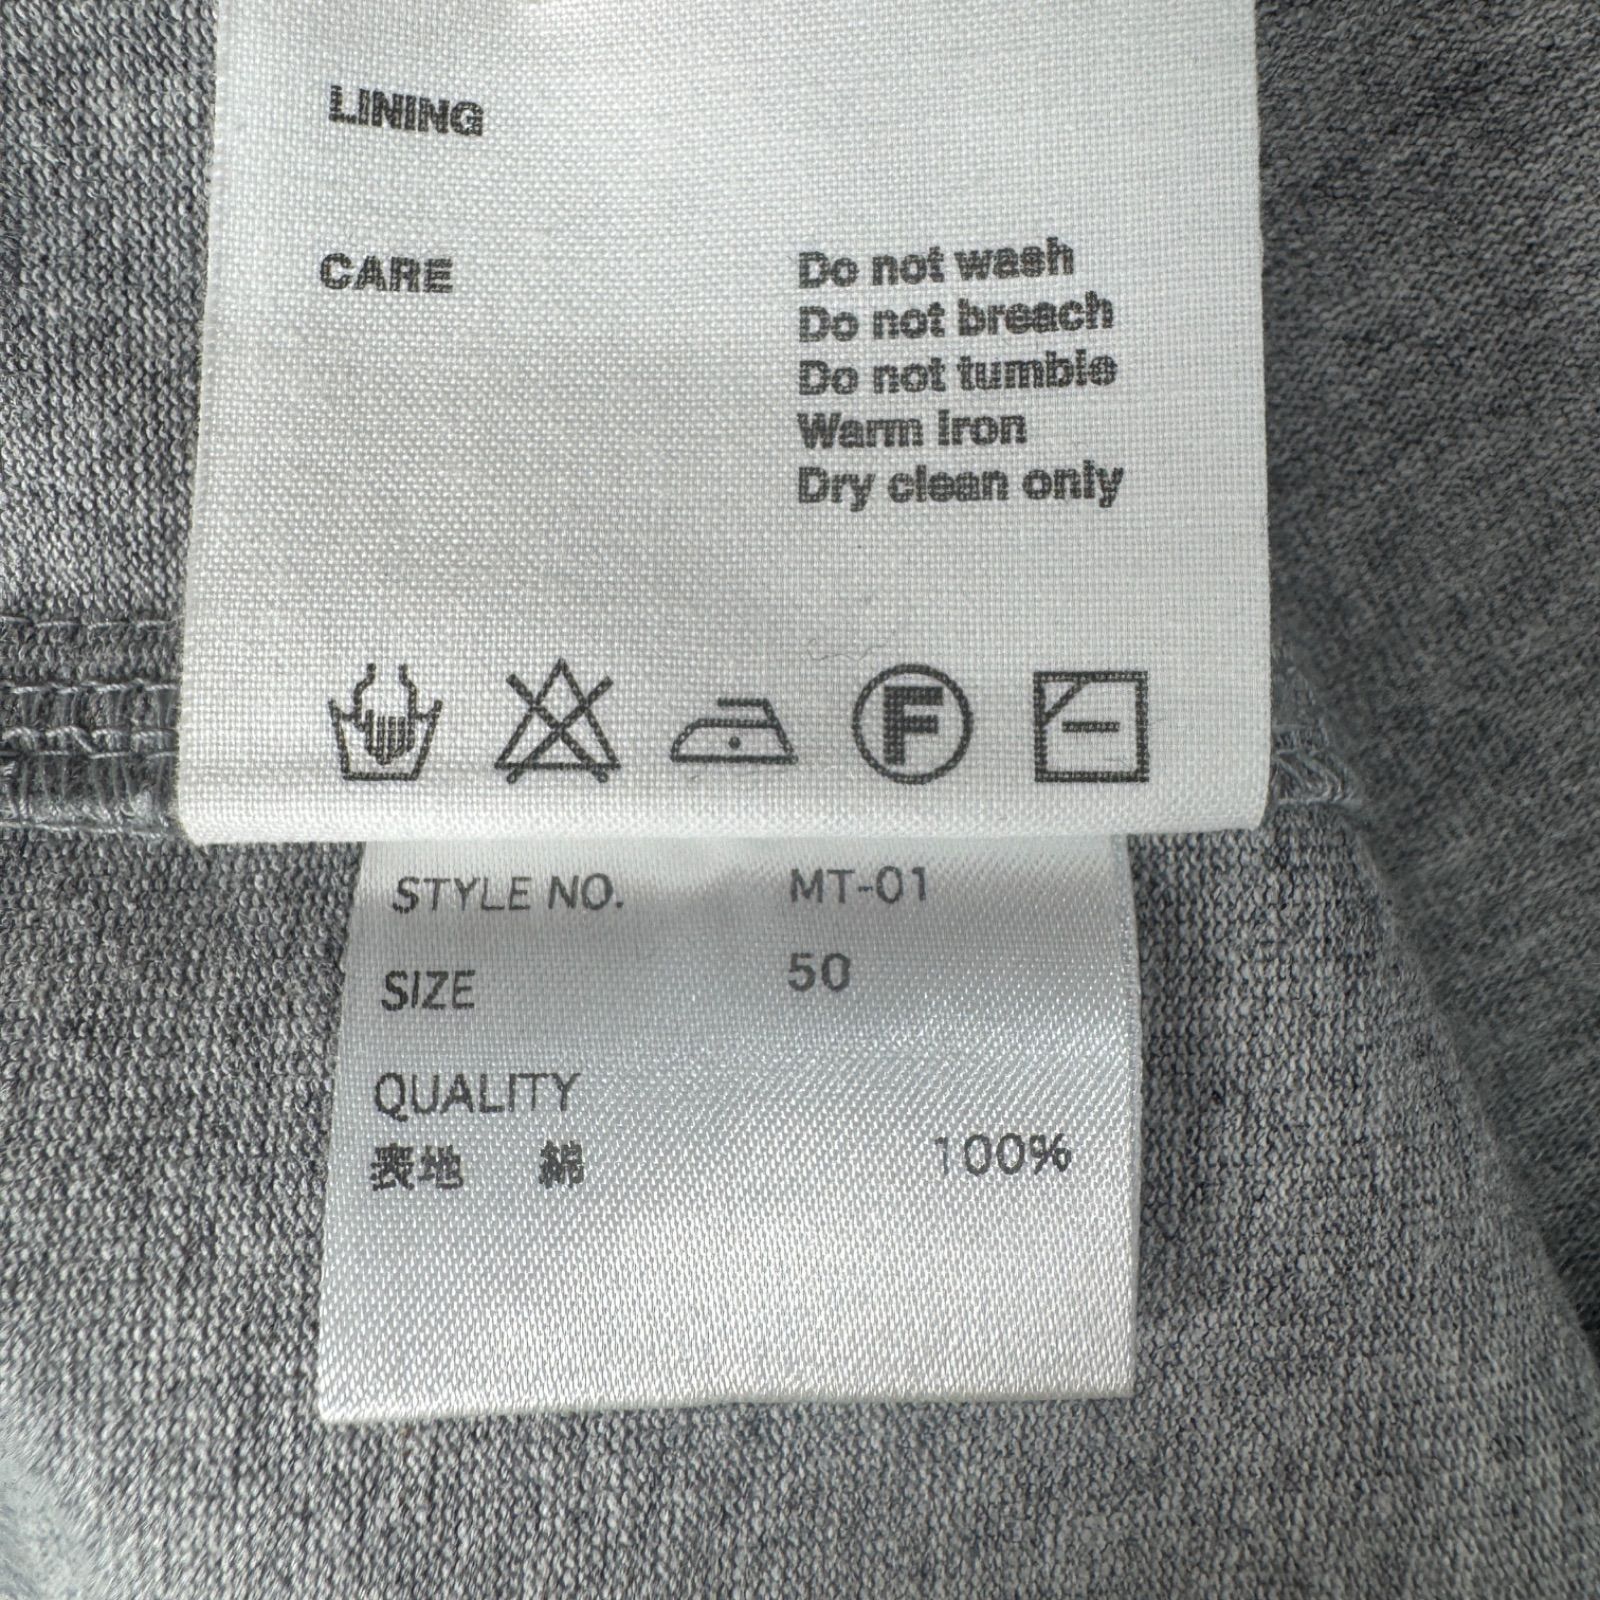 LINING
CARE
Do not wash
Do not breach
Do not tumble
Warm iron
Dry clean only
F
STYLE NO. MT-01
SIZE 50
QUALITY
表地 綿 100%